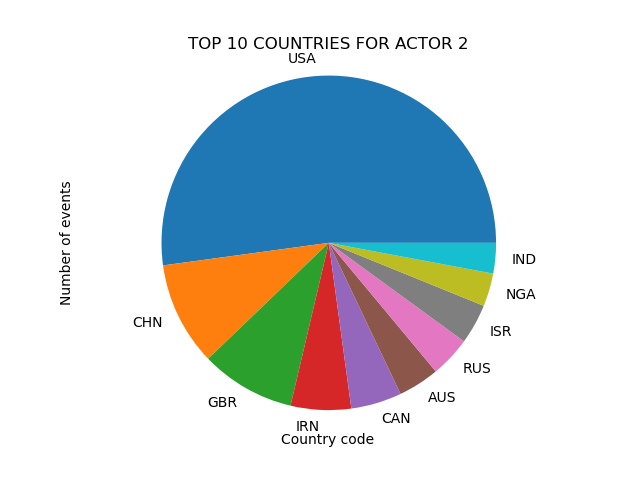 TOP 10 COUNTRIES FOR ACTOR 2
USA
Number of events
IND
NGA
CHN
ISR
RUS
GBR
AUS
IRN
CAN
Country code